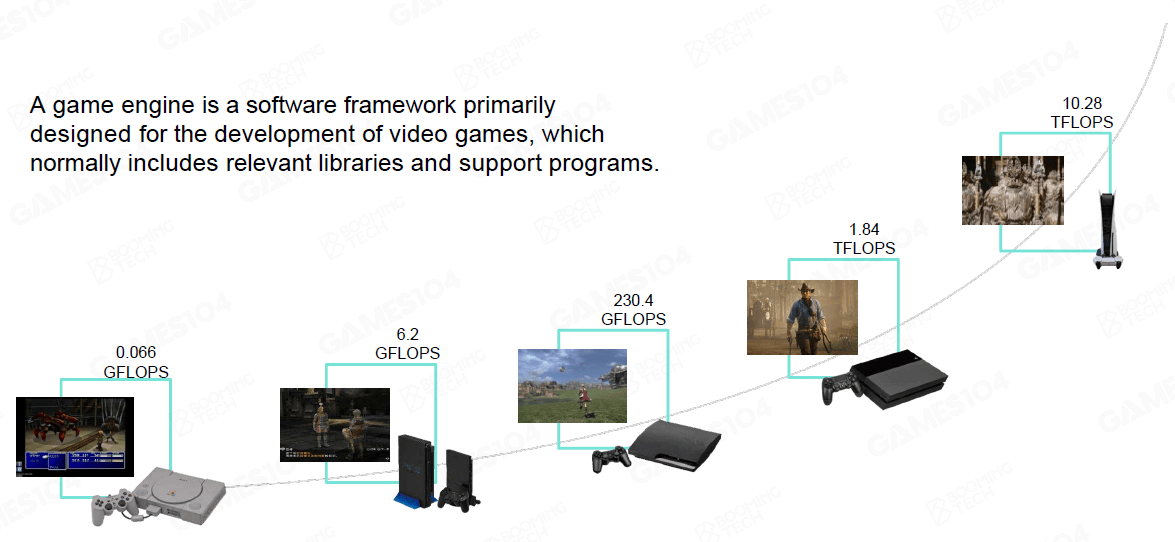 A game engine is a software framework primarily
designed for the development of video games, which
normally includes relevant libraries and support programs.
10.28
TFLOPS
1.84
TFLOPS
230.4
GFLOPS
6.2
GFLOPS
0.066
GFLOPS
GAMES104
BOOMING
TECH